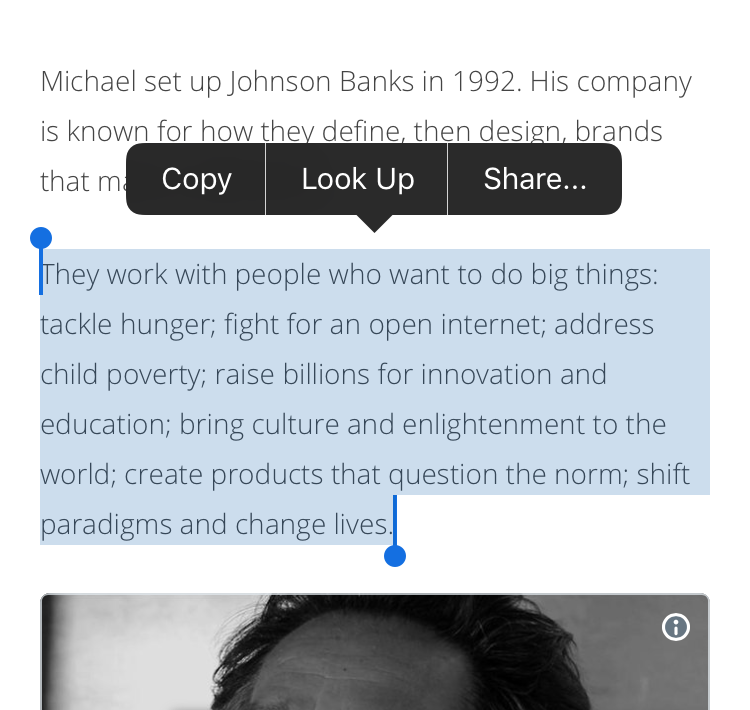 Michael set up Johnson Banks in 1992. His company
is known for how they define, then design, brands
that
Copy
Look Up
Share...
They work with people who want to do big things:
tackle hunger; fight for an open internet; address
child poverty; raise billions for innovation and
education; bring culture and enlightenment to the
world; create products that question the norm; shift
paradigms and change lives.